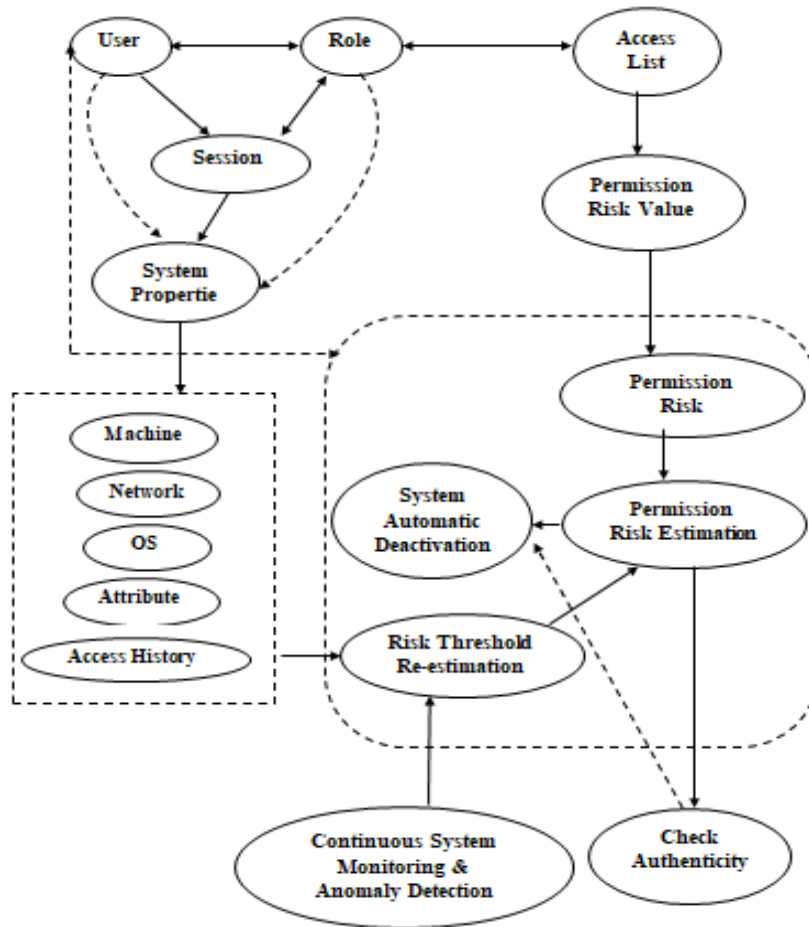 User
Role
Access
List
Session
Permission
Risk Value
System
Propertie
Permission
Risk
Machine
Network
System
Automatic
Deactivation
Permission
Risk Estimation
OS
Attribute
Access History
Risk Threshold
Re-estimation
Continuous System
Monitoring &
Anomaly Detection
Check
Authenticity